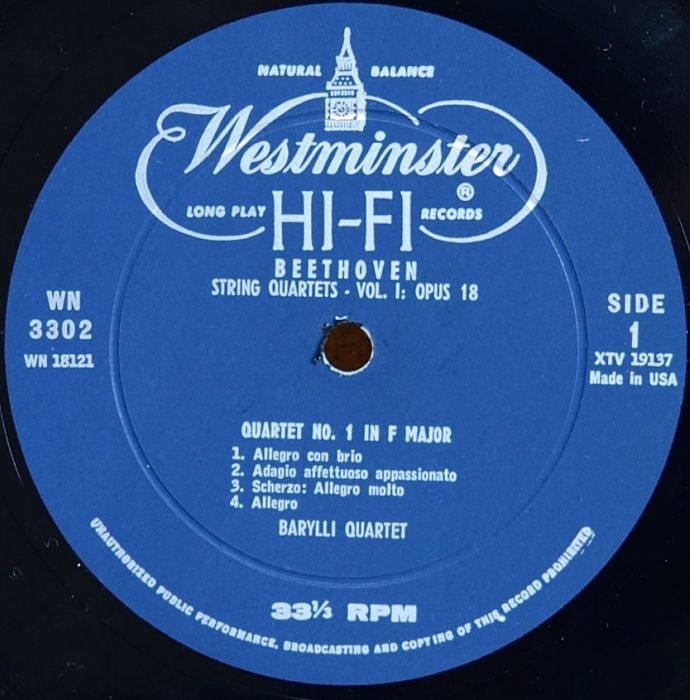 NATURAL BALANCE
Westminster ®
LONG PLAY HI-FI RECORDS
BEETHOVEN
STRING QUARTETS - VOL. I: OPUS 18
WN
3302
WN 18121
SIDE
1
XTV 19137
Made in USA
QUARTET NO. 1 IN F MAJOR
1. Allegro con brio
2. Adagio affettuoso appassionato
3. Scherzo: Allegro molto
4. Allegro
BARYLLI QUARTET
33⅓ RPM
UNAUTHORIZED PUBLIC PERFORMANCE, BROADCASTING AND COPYING OF THIS RECORD PROHIBITED